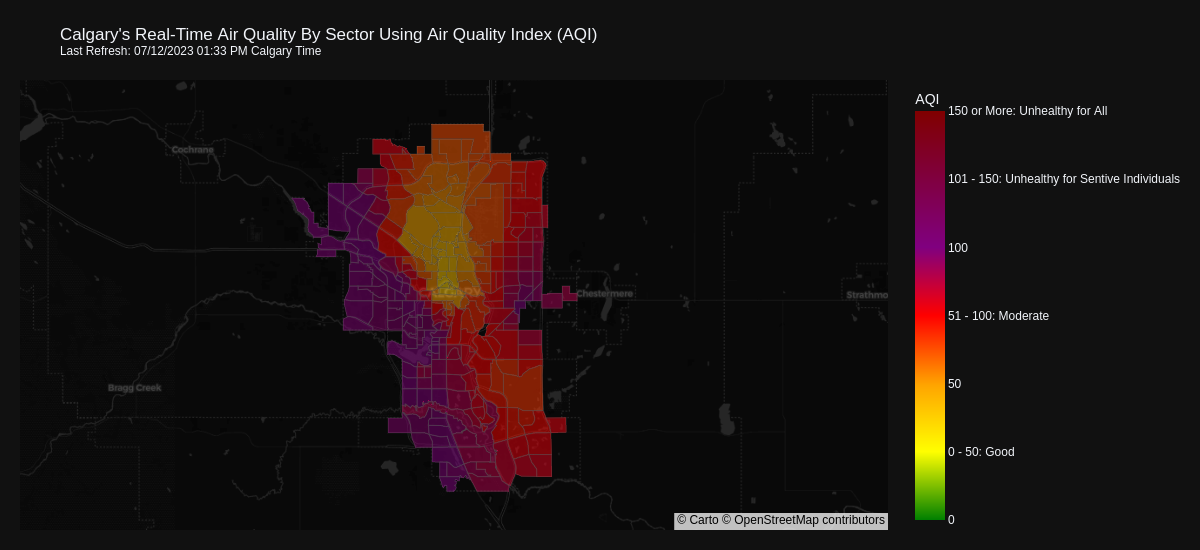 Calgary's Real-Time Air Quality By Sector Using Air Quality Index (AQI)
Last Refresh: 07/12/2023 01:33 PM Calgary Time
AQI
150 or More: Unhealthy for All
101 - 150: Unhealthy for Sentive Individuals
100
51 - 100: Moderate
50
0 - 50: Good
0
Cochrane
CALGARY
Chestermere
Strathmo
Bragg Creek
© Carto © OpenStreetMap contributors